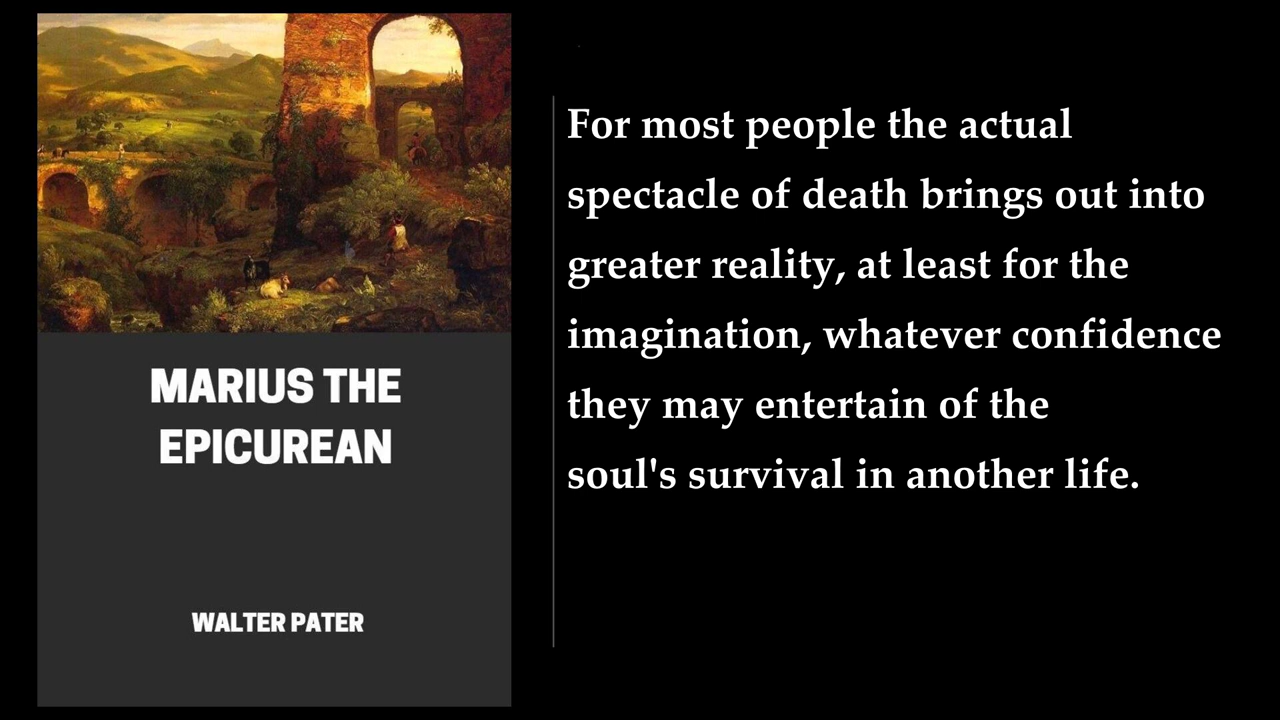 MARIUS THE
EPICUREAN
WALTER PATER
For most people the actual
spectacle of death brings out into
greater reality, at least for the
imagination, whatever confidence
they may entertain of the
soul's survival in another life.